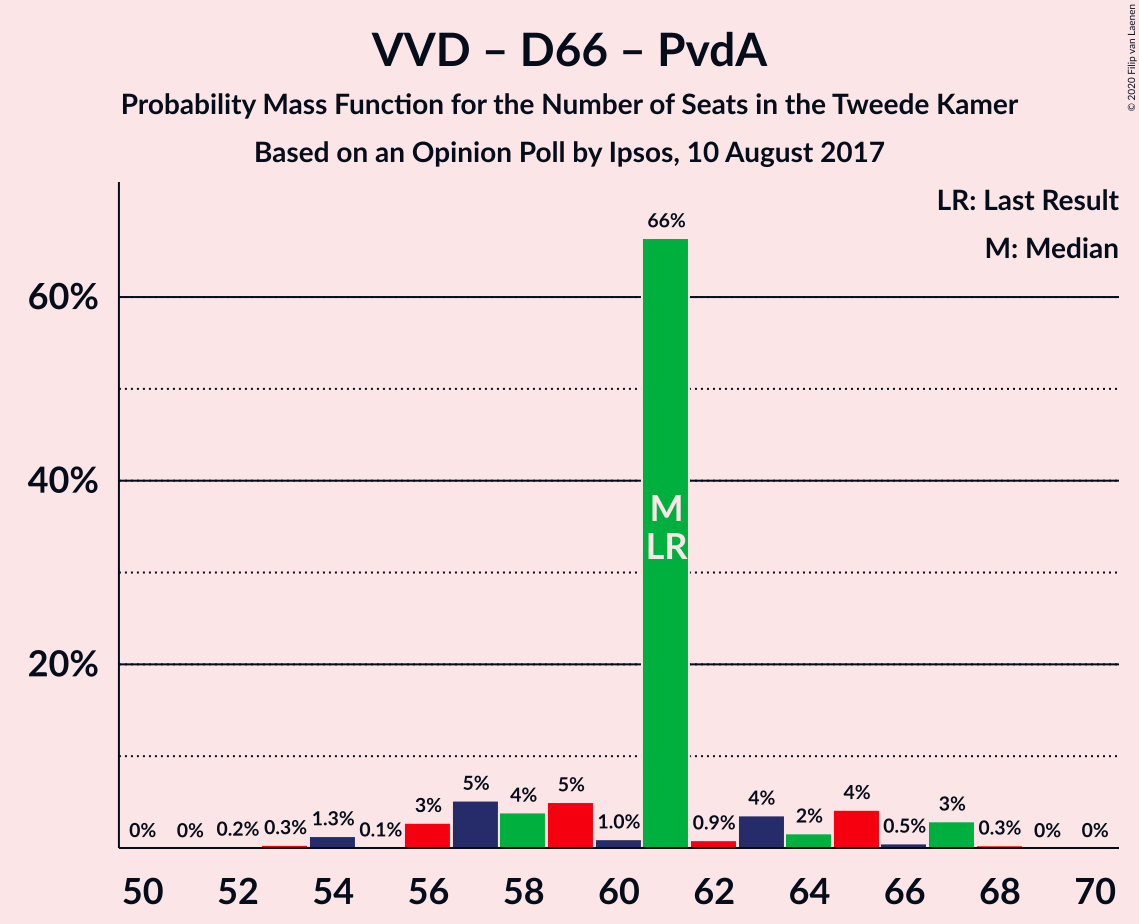 VVD – D66 – PvdA
Probability Mass Function for the Number of Seats in the Tweede Kamer
Based on an Opinion Poll by Ipsos, 10 August 2017
© 2020 Filip van Laenen
LR: Last Result
M: Median
60%
40%
20%
0%
0%
0.2%
0.3%
1.3%
0.1%
3%
5%
4%
5%
1.0%
66%
0.9%
4%
2%
4%
0.5%
3%
0.3%
0%
0%
M
LR
50 52 54 56 58 60 62 64 66 68 70